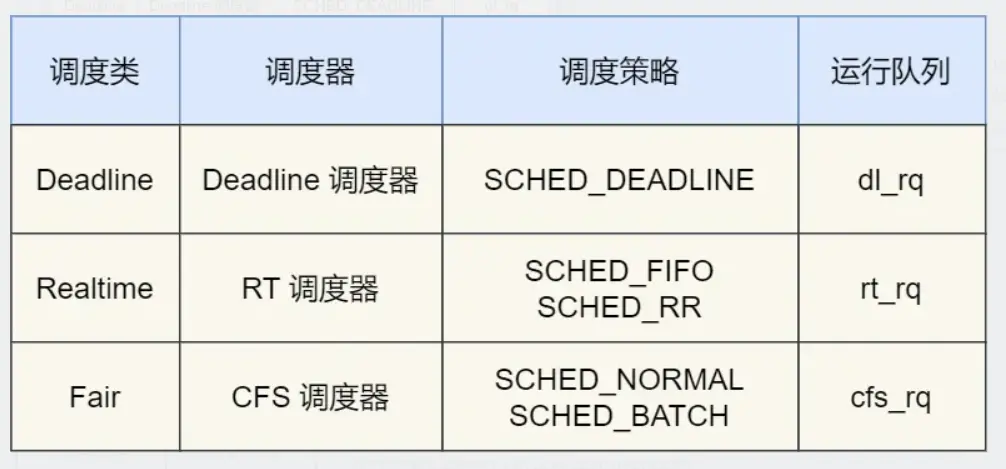 调度类 调度器 调度策略 运行队列
Deadline Deadline 调度器 SCHED_DEADLINE dl_rq
Realtime RT 调度器 SCHED_FIFO
SCHED_RR rt_rq
Fair CFS 调度器 SCHED_NORMAL
SCHED_BATCH cfs_rq